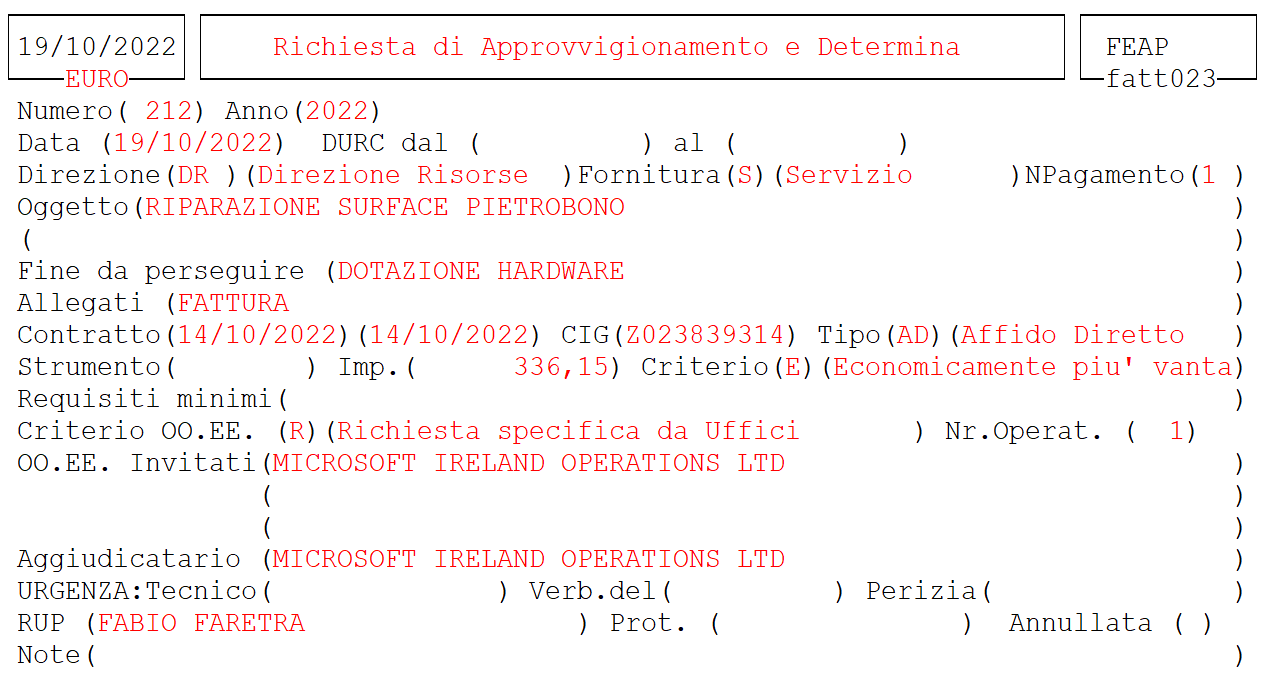 19/10/2022 Richiesta di Approvvigionamento e Determina FEAP
EURO fatt023
Numero( 212) Anno(2022)
Data (19/10/2022) DURC dal ( ) al ( )
Direzione(DR )(Direzione Risorse )Fornitura(S)(Servizio )NPagamento(1 )
Oggetto(RIPARAZIONE SURFACE PIETROBONO )
( )
Fine da perseguire (DOTAZIONE HARDWARE )
Allegati (FATTURA )
Contratto(14/10/2022)(14/10/2022) CIG(Z023839314) Tipo(AD)(Affido Diretto )
Strumento( ) Imp.( 336,15) Criterio(E)(Economicamente piu' vanta)
Requisiti minimi( )
Criterio OO.EE. (R)(Richiesta specifica da Uffici ) Nr.Operat. ( 1)
OO.EE. Invitati(MICROSOFT IRELAND OPERATIONS LTD )
( )
( )
Aggiudicatario (MICROSOFT IRELAND OPERATIONS LTD )
URGENZA:Tecnico( ) Verb.del( ) Perizia( )
RUP (FABIO FARETRA ) Prot. ( ) Annullata ( )
Note( )